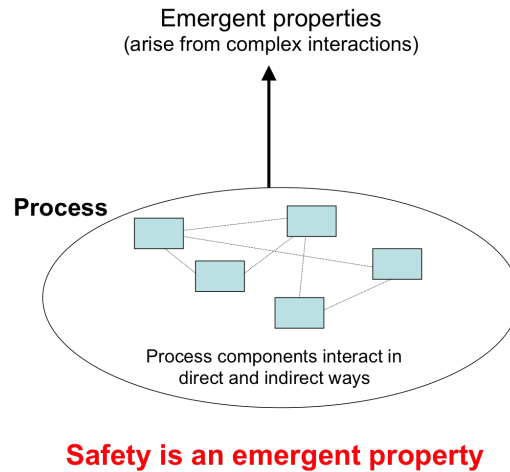 Emergent properties
(arise from complex interactions)
Process
Process components interact in
direct and indirect ways
Safety is an emergent property